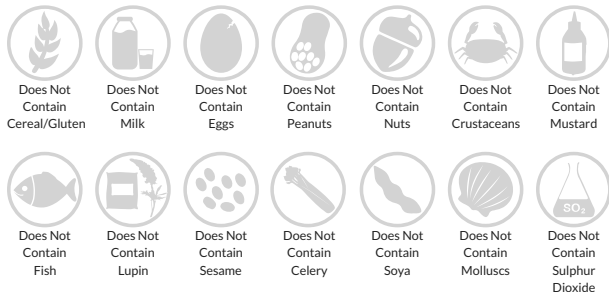 Does Not Contain Cereal/Gluten
Does Not Contain Milk
Does Not Contain Eggs
Does Not Contain Peanuts
Does Not Contain Nuts
Does Not Contain Crustaceans
Does Not Contain Mustard
Does Not Contain Fish
Does Not Contain Lupin
Does Not Contain Sesame
Does Not Contain Celery
Does Not Contain Soya
Does Not Contain Molluscs
SO₂
Does Not Contain Sulphur Dioxide